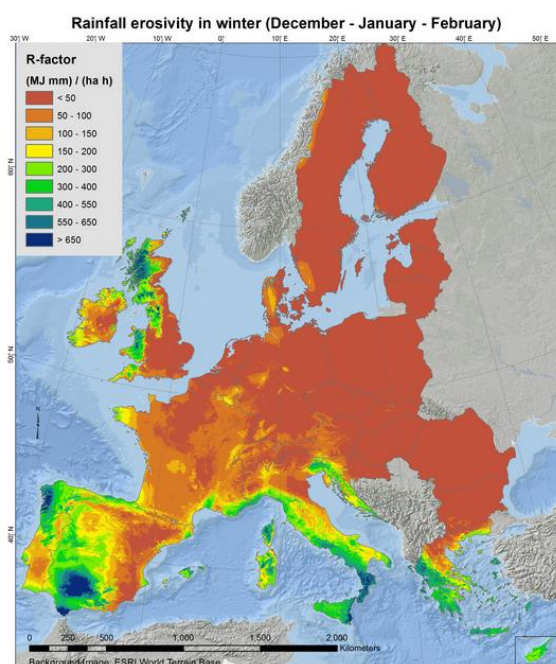 Rainfall erosivity in winter (December - January - February)
30° W 20° W 10° W 0° 10° E 20° E 30° E 40° E 50° E
R-factor
(MJ mm) / (ha h)
< 50
50 - 100
100 - 150
150 - 200
200 - 300
300 - 400
400 - 550
550 - 650
> 650
60° N
50° N
40° N
N
0 250 500 1,000 1,500 2,000
Kilometers
Background image: ESRI World Terrain Base